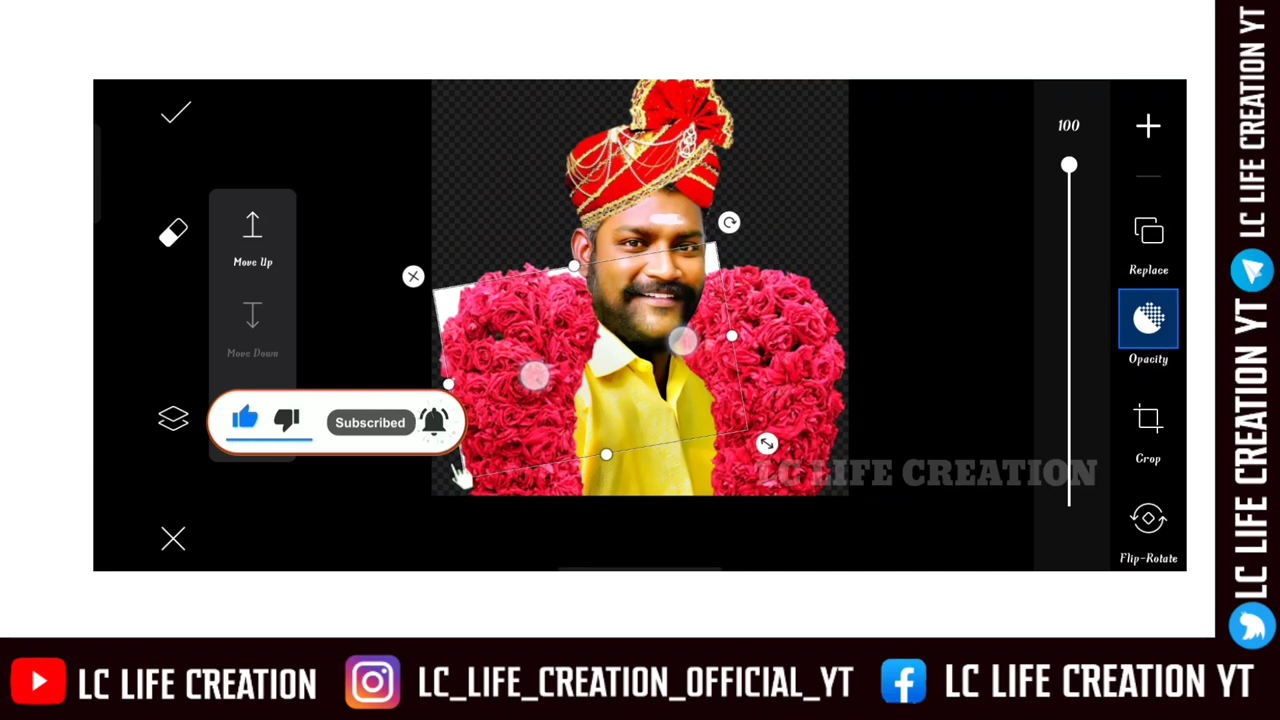 100
Move Up
Replace
Move Down
Opacity
Subscribed
Crop
LC LIFE CREATION
Flip-Rotate
LC LIFE CREATION YT
LC LIFE CREATION YT
LC LIFE CREATION
LC_LIFE_CREATION_OFFICIAL_YT
LC LIFE CREATION YT